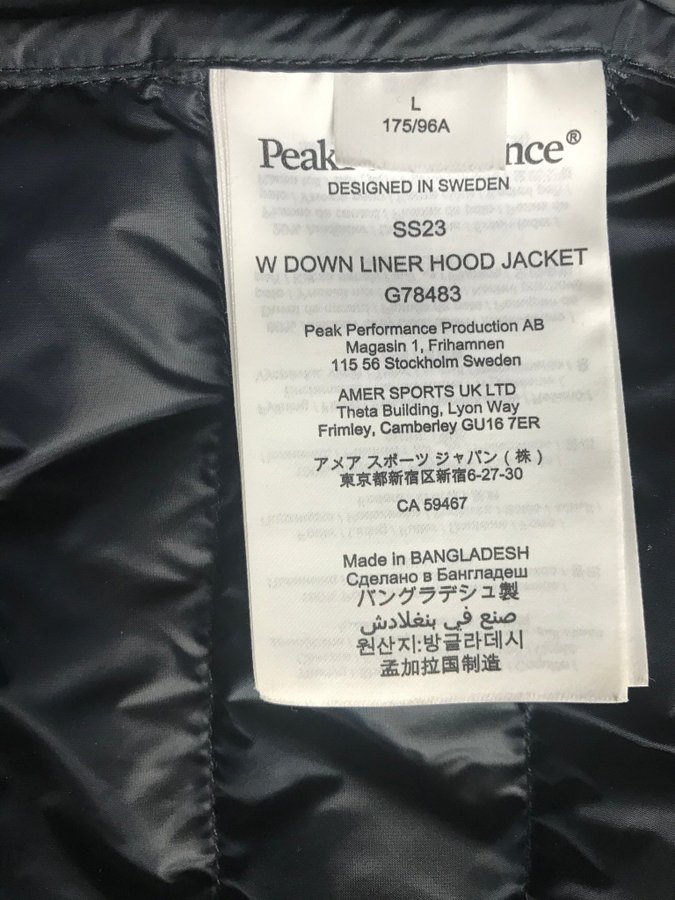 L
175/96A
Peak nce®
DESIGNED IN SWEDEN
SS23
W DOWN LINER HOOD JACKET
G78483
Peak Performance Production AB
Magasin 1, Frihamnen
115 56 Stockholm Sweden
AMER SPORTS UK LTD
Theta Building, Lyon Way
Frimley, Camberley GU16 7ER
アメア スポーツ ジャパン ( 株 )
東京都新宿区新宿6-27-30
CA 59467
Made in BANGLADESH
Сделано в Бангладеш
バングラデシュ製
صنع في بنغلادش
원산지:방글라데시
孟加拉国制造